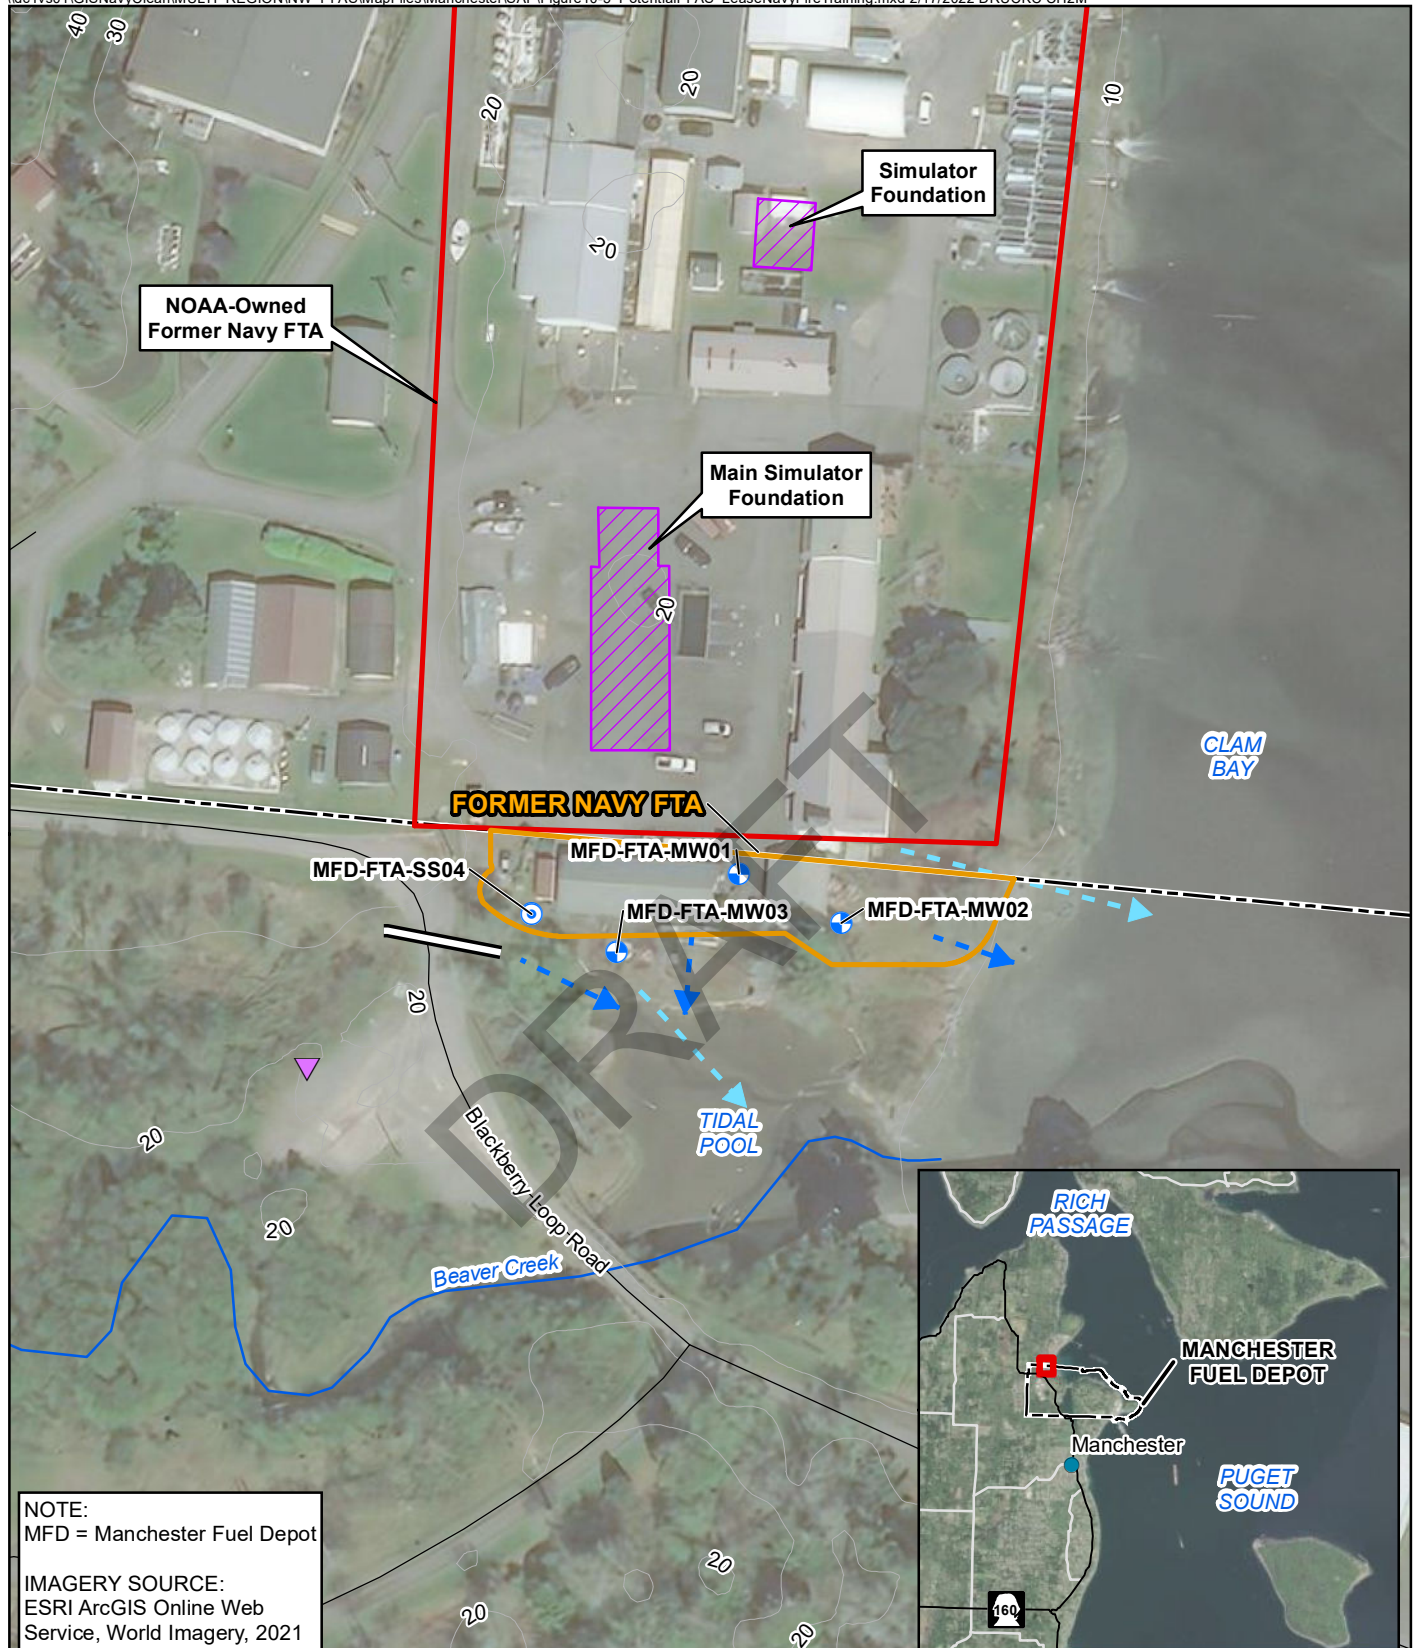 40
30
20
20
10
Simulator
Foundation
20
NOAA-Owned
Former Navy FTA
Main Simulator
Foundation
20
CLAM
BAY
FORMER NAVY FTA
MFD-FTA-MW01
MFD-FTA-SS04
MFD-FTA-MW03
MFD-FTA-MW02
20
DRAFT
TIDAL
POOL
20
Blackberry Loop Road
20
Beaver Creek
RICH
PASSAGE
MANCHESTER
FUEL DEPOT
Manchester
PUGET
SOUND
160
20
20
20
NOTE:
MFD = Manchester Fuel Depot
IMAGERY SOURCE:
ESRI ArcGIS Online Web
Service, World Imagery, 2021